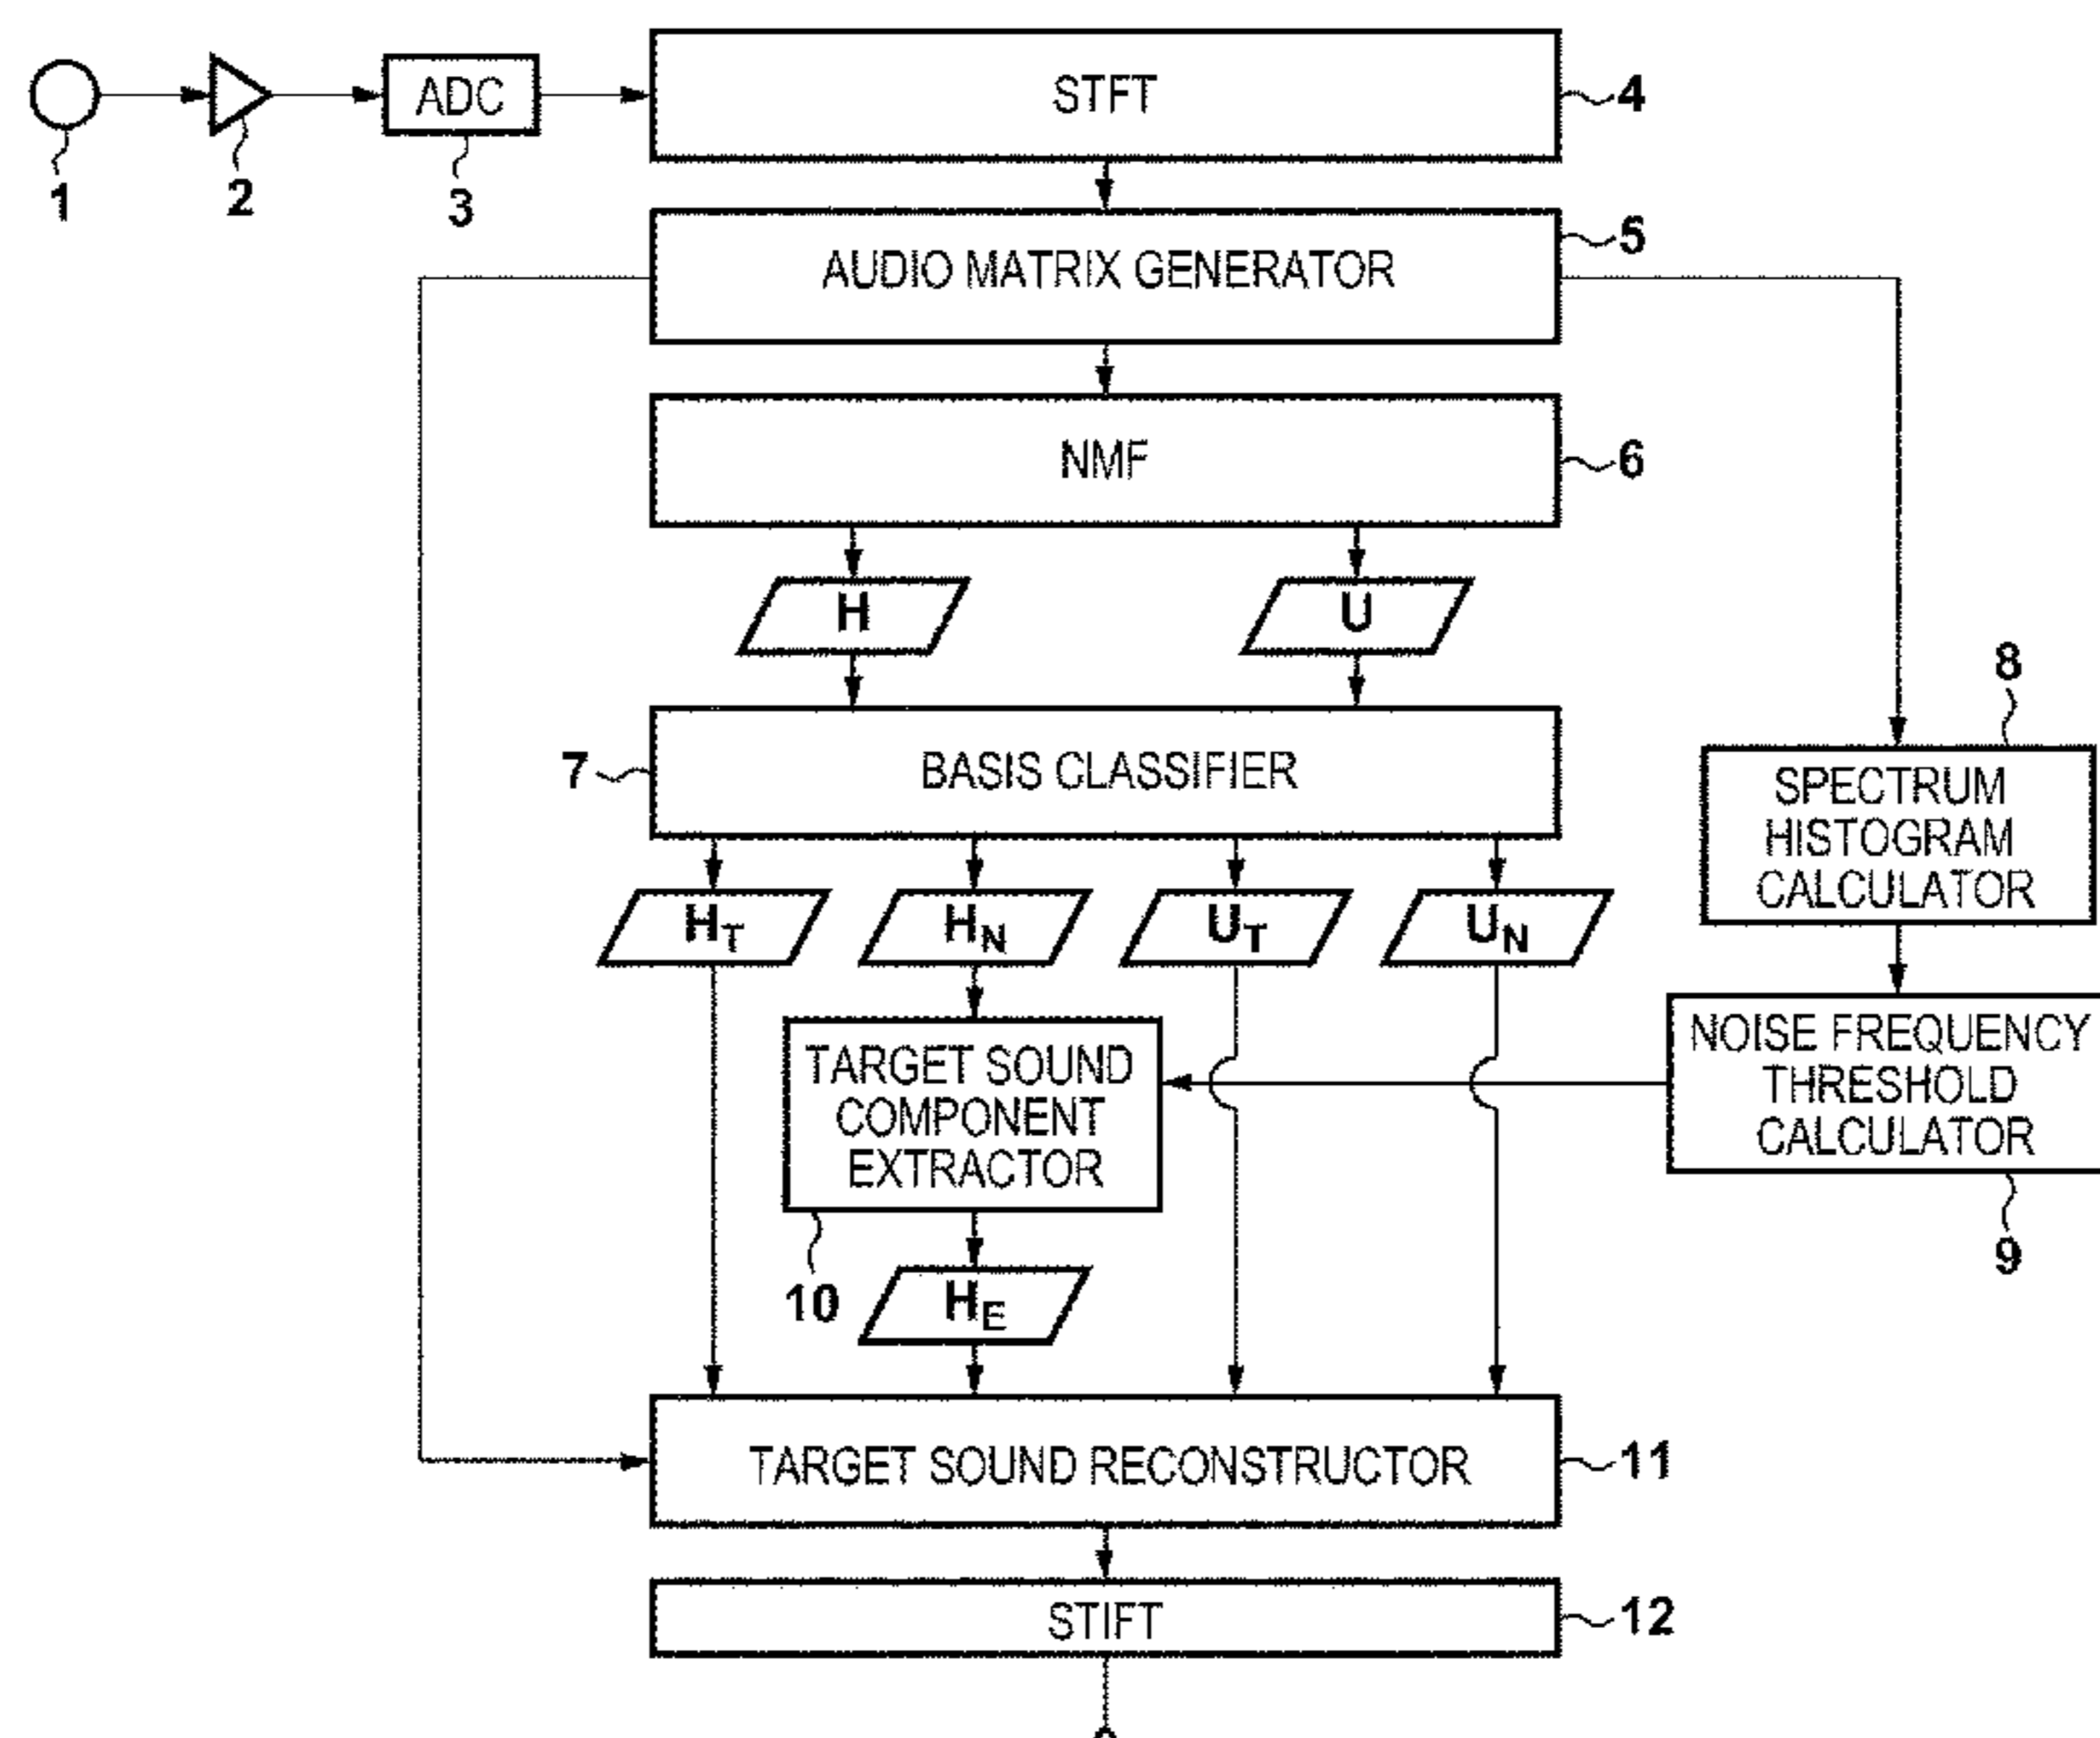 ADC
STFT
4
1
2
3
AUDIO MATRIX GENERATOR
5
NMF
6
H
U
7
BASIS CLASSIFIER
8
SPECTRUM
HISTOGRAM
CALCULATOR
H_T
H_N
U_T
U_N
TARGET SOUND
COMPONENT
EXTRACTOR
NOISE FREQUENCY
THRESHOLD
CALCULATOR
9
10
H_E
TARGET SOUND RECONSTRUCTOR
11
STIFT
12